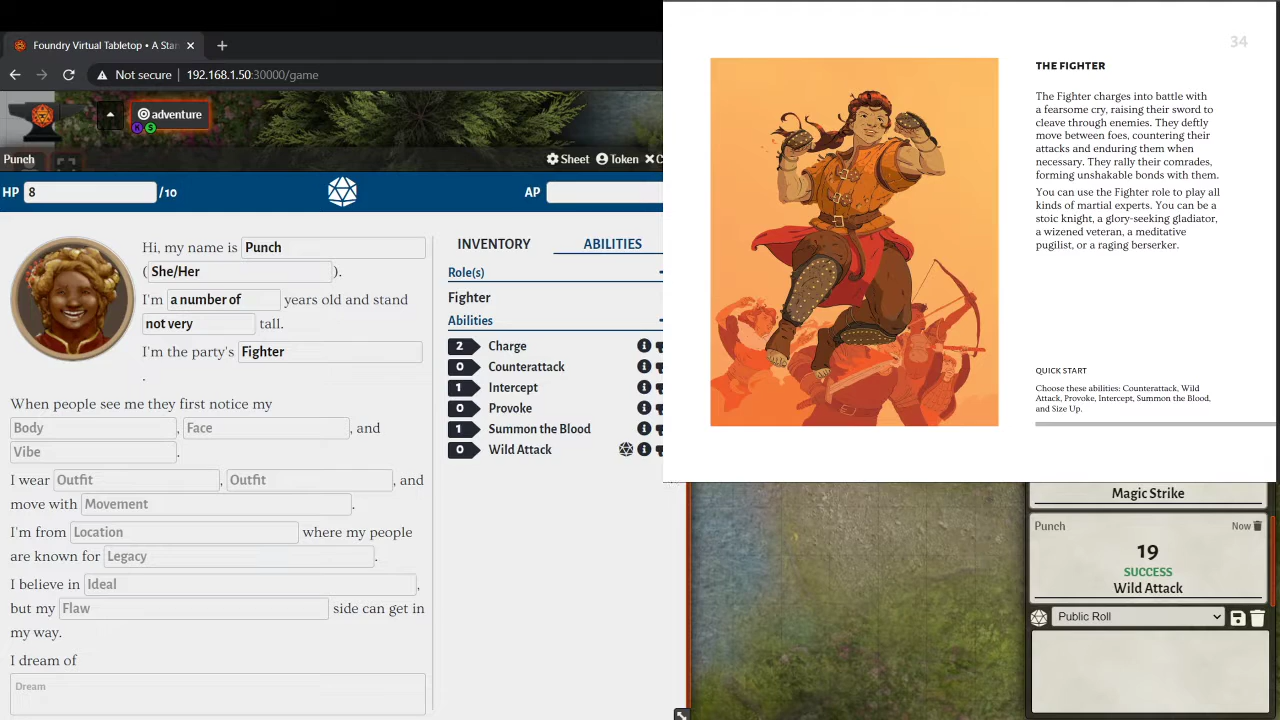 Foundry Virtual Tabletop • A Star
Not secure 192.168.1.50:30000/game
adventure
K S
Punch
Sheet Token C
HP 8 /10
AP
Hi, my name is Punch
( She/Her ).
I'm a number of years old and stand
not very tall.
I'm the party's Fighter
.
When people see me they first notice my
Body , Face , and
Vibe .
I wear Outfit , Outfit , and
move with Movement .
I'm from Location where my people
are known for Legacy .
I believe in Ideal ,
but my Flaw side can get in
my way.
I dream of
Dream
INVENTORY ABILITIES
Role(s)
Fighter
Abilities
2 Charge
0 Counterattack
1 Intercept
0 Provoke
1 Summon the Blood
0 Wild Attack
34
THE FIGHTER
The Fighter charges into battle with
a fearsome cry, raising their sword to
cleave through enemies. They deftly
move between foes, countering their
attacks and enduring them when
necessary. They rally their comrades,
forming unshakable bonds with them.
You can use the Fighter role to play all
kinds of martial experts. You can be a
stoic knight, a glory-seeking gladiator,
a wizened veteran, a meditative
pugilist, or a raging berserker.
QUICK START
Choose these abilities: Counterattack, Wild
Attack, Provoke, Intercept, Summon the Blood,
and Size Up.
Magic Strike
Punch Now
19
SUCCESS
Wild Attack
Public Roll